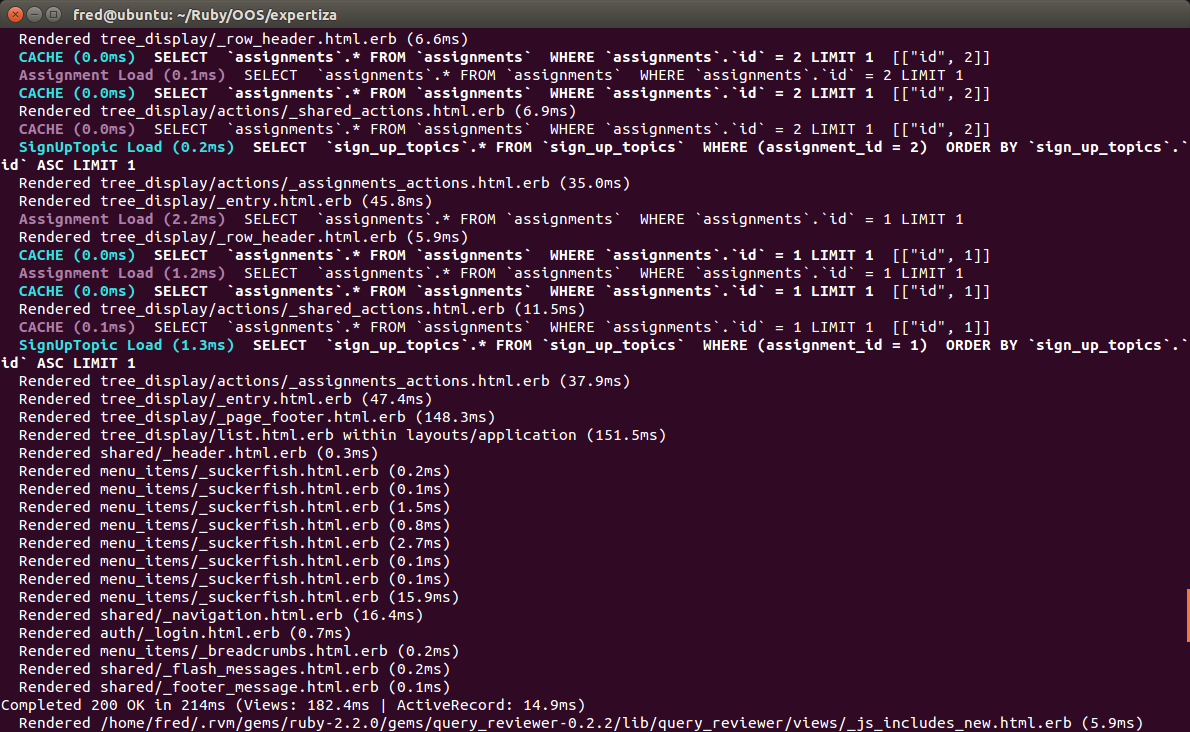 fred@ubuntu: ~/Ruby/OOS/expertiza
Rendered tree_display/_row_header.html.erb (6.6ms)
CACHE (0.0ms)  SELECT  `assignments`.* FROM `assignments`  WHERE `assignments`.`id` = 2 LIMIT 1  [["id", 2]]
Assignment Load (0.1ms)  SELECT  `assignments`.* FROM `assignments`  WHERE `assignments`.`id` = 2 LIMIT 1
CACHE (0.0ms)  SELECT  `assignments`.* FROM `assignments`  WHERE `assignments`.`id` = 2 LIMIT 1  [["id", 2]]
Rendered tree_display/actions/_shared_actions.html.erb (6.9ms)
CACHE (0.0ms)  SELECT  `assignments`.* FROM `assignments`  WHERE `assignments`.`id` = 2 LIMIT 1  [["id", 2]]
SignUpTopic Load (0.2ms)  SELECT  `sign_up_topics`.* FROM `sign_up_topics`  WHERE (assignment_id = 2)  ORDER BY `sign_up_topics`.`
id` ASC LIMIT 1
Rendered tree_display/actions/_assignments_actions.html.erb (35.0ms)
Rendered tree_display/_entry.html.erb (45.8ms)
Assignment Load (2.2ms)  SELECT  `assignments`.* FROM `assignments`  WHERE `assignments`.`id` = 1 LIMIT 1
Rendered tree_display/_row_header.html.erb (5.9ms)
CACHE (0.0ms)  SELECT  `assignments`.* FROM `assignments`  WHERE `assignments`.`id` = 1 LIMIT 1  [["id", 1]]
Assignment Load (1.2ms)  SELECT  `assignments`.* FROM `assignments`  WHERE `assignments`.`id` = 1 LIMIT 1
CACHE (0.0ms)  SELECT  `assignments`.* FROM `assignments`  WHERE `assignments`.`id` = 1 LIMIT 1  [["id", 1]]
Rendered tree_display/actions/_shared_actions.html.erb (11.5ms)
CACHE (0.1ms)  SELECT  `assignments`.* FROM `assignments`  WHERE `assignments`.`id` = 1 LIMIT 1  [["id", 1]]
SignUpTopic Load (1.3ms)  SELECT  `sign_up_topics`.* FROM `sign_up_topics`  WHERE (assignment_id = 1)  ORDER BY `sign_up_topics`.`
id` ASC LIMIT 1
Rendered tree_display/actions/_assignments_actions.html.erb (37.9ms)
Rendered tree_display/_entry.html.erb (47.4ms)
Rendered tree_display/_page_footer.html.erb (148.3ms)
Rendered tree_display/list.html.erb within layouts/application (151.5ms)
Rendered shared/_header.html.erb (0.3ms)
Rendered menu_items/_suckerfish.html.erb (0.2ms)
Rendered menu_items/_suckerfish.html.erb (0.1ms)
Rendered menu_items/_suckerfish.html.erb (1.5ms)
Rendered menu_items/_suckerfish.html.erb (0.8ms)
Rendered menu_items/_suckerfish.html.erb (2.7ms)
Rendered menu_items/_suckerfish.html.erb (0.1ms)
Rendered menu_items/_suckerfish.html.erb (0.1ms)
Rendered menu_items/_suckerfish.html.erb (15.9ms)
Rendered shared/_navigation.html.erb (16.4ms)
Rendered auth/_login.html.erb (0.7ms)
Rendered menu_items/_breadcrumbs.html.erb (0.2ms)
Rendered shared/_flash_messages.html.erb (0.2ms)
Rendered shared/_footer_message.html.erb (0.1ms)
Completed 200 OK in 214ms (Views: 182.4ms | ActiveRecord: 14.9ms)
Rendered /home/fred/.rvm/gems/ruby-2.2.0/gems/query_reviewer-0.2.2/lib/query_reviewer/views/_js_includes_new.html.erb (5.9ms)